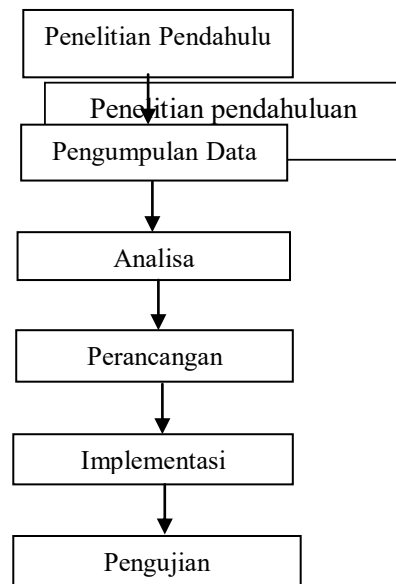 Penelitian Pendahulu
Penelitian pendahuluan
Pengumpulan Data
Analisa
Perancangan
Implementasi
Pengujian